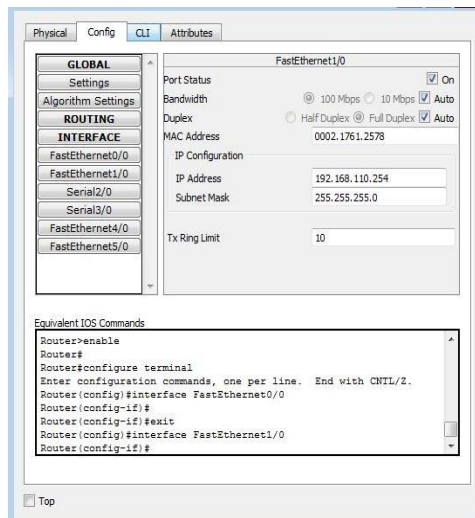 Physical Config CLI Attributes
GLOBAL
Settings
Algorithm Settings
ROUTING
INTERFACE
FastEthernet0/0
FastEthernet1/0
Serial2/0
Serial3/0
FastEthernet4/0
FastEthernet5/0
FastEthernet1/0
Port Status On
Bandwidth 100 Mbps 10 Mbps Auto
Duplex Half Duplex Full Duplex Auto
MAC Address 0002.1761.2578
IP Configuration
IP Address 192.168.110.254
Subnet Mask 255.255.255.0
Tx Ring Limit 10
Equivalent IOS Commands
Router>enable
Router#
Router#configure terminal
Enter configuration commands, one per line. End with CNTL/Z.
Router(config)#interface FastEthernet0/0
Router(config-if)#
Router(config-if)#exit
Router(config)#interface FastEthernet1/0
Router(config-if)#
Top